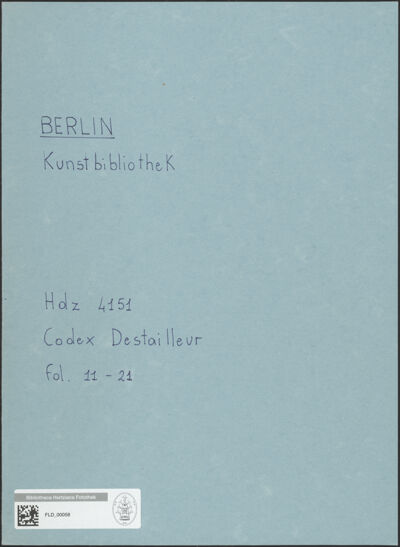 BERLIN
Kunstbibliothek
Hdz 4151
Codex Destailleur
fol. 11 - 21
Bibliotheca Hertziana Fotothek
FLD_00058